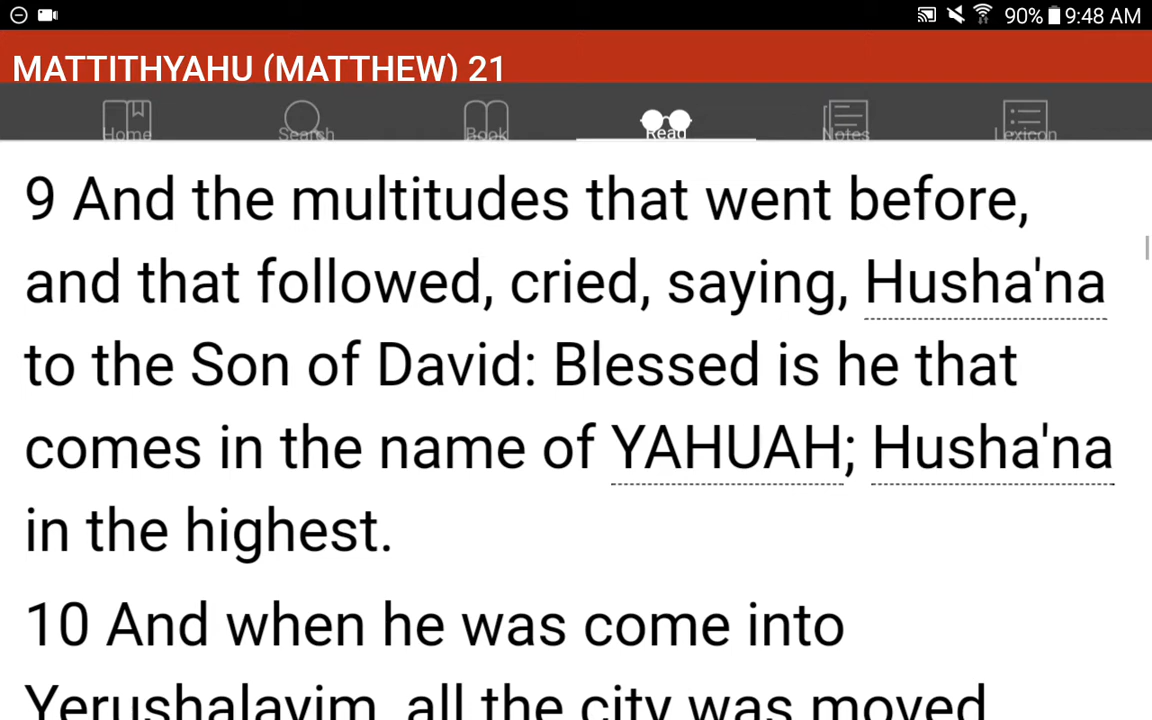 90% 9:48 AM
MATTITHYAHU (MATTHEW) 21
Home Search Book Read Notes Lexicon
9 And the multitudes that went before,
and that followed, cried, saying, Husha'na
to the Son of David: Blessed is he that
comes in the name of YAHUAH; Husha'na
in the highest.
10 And when he was come into
Yerushalayim, all the city was moved